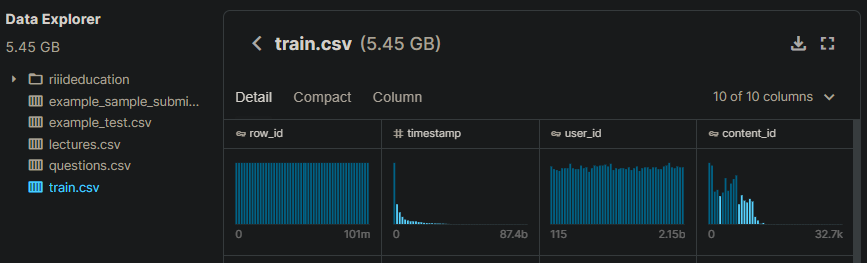 Data Explorer
5.45 GB
riiideducation
example_sample_submi...
example_test.csv
lectures.csv
questions.csv
train.csv
train.csv (5.45 GB)
Detail Compact Column
10 of 10 columns
row_id
0 101m
timestamp
0 87.4b
user_id
115 2.15b
content_id
0 32.7k